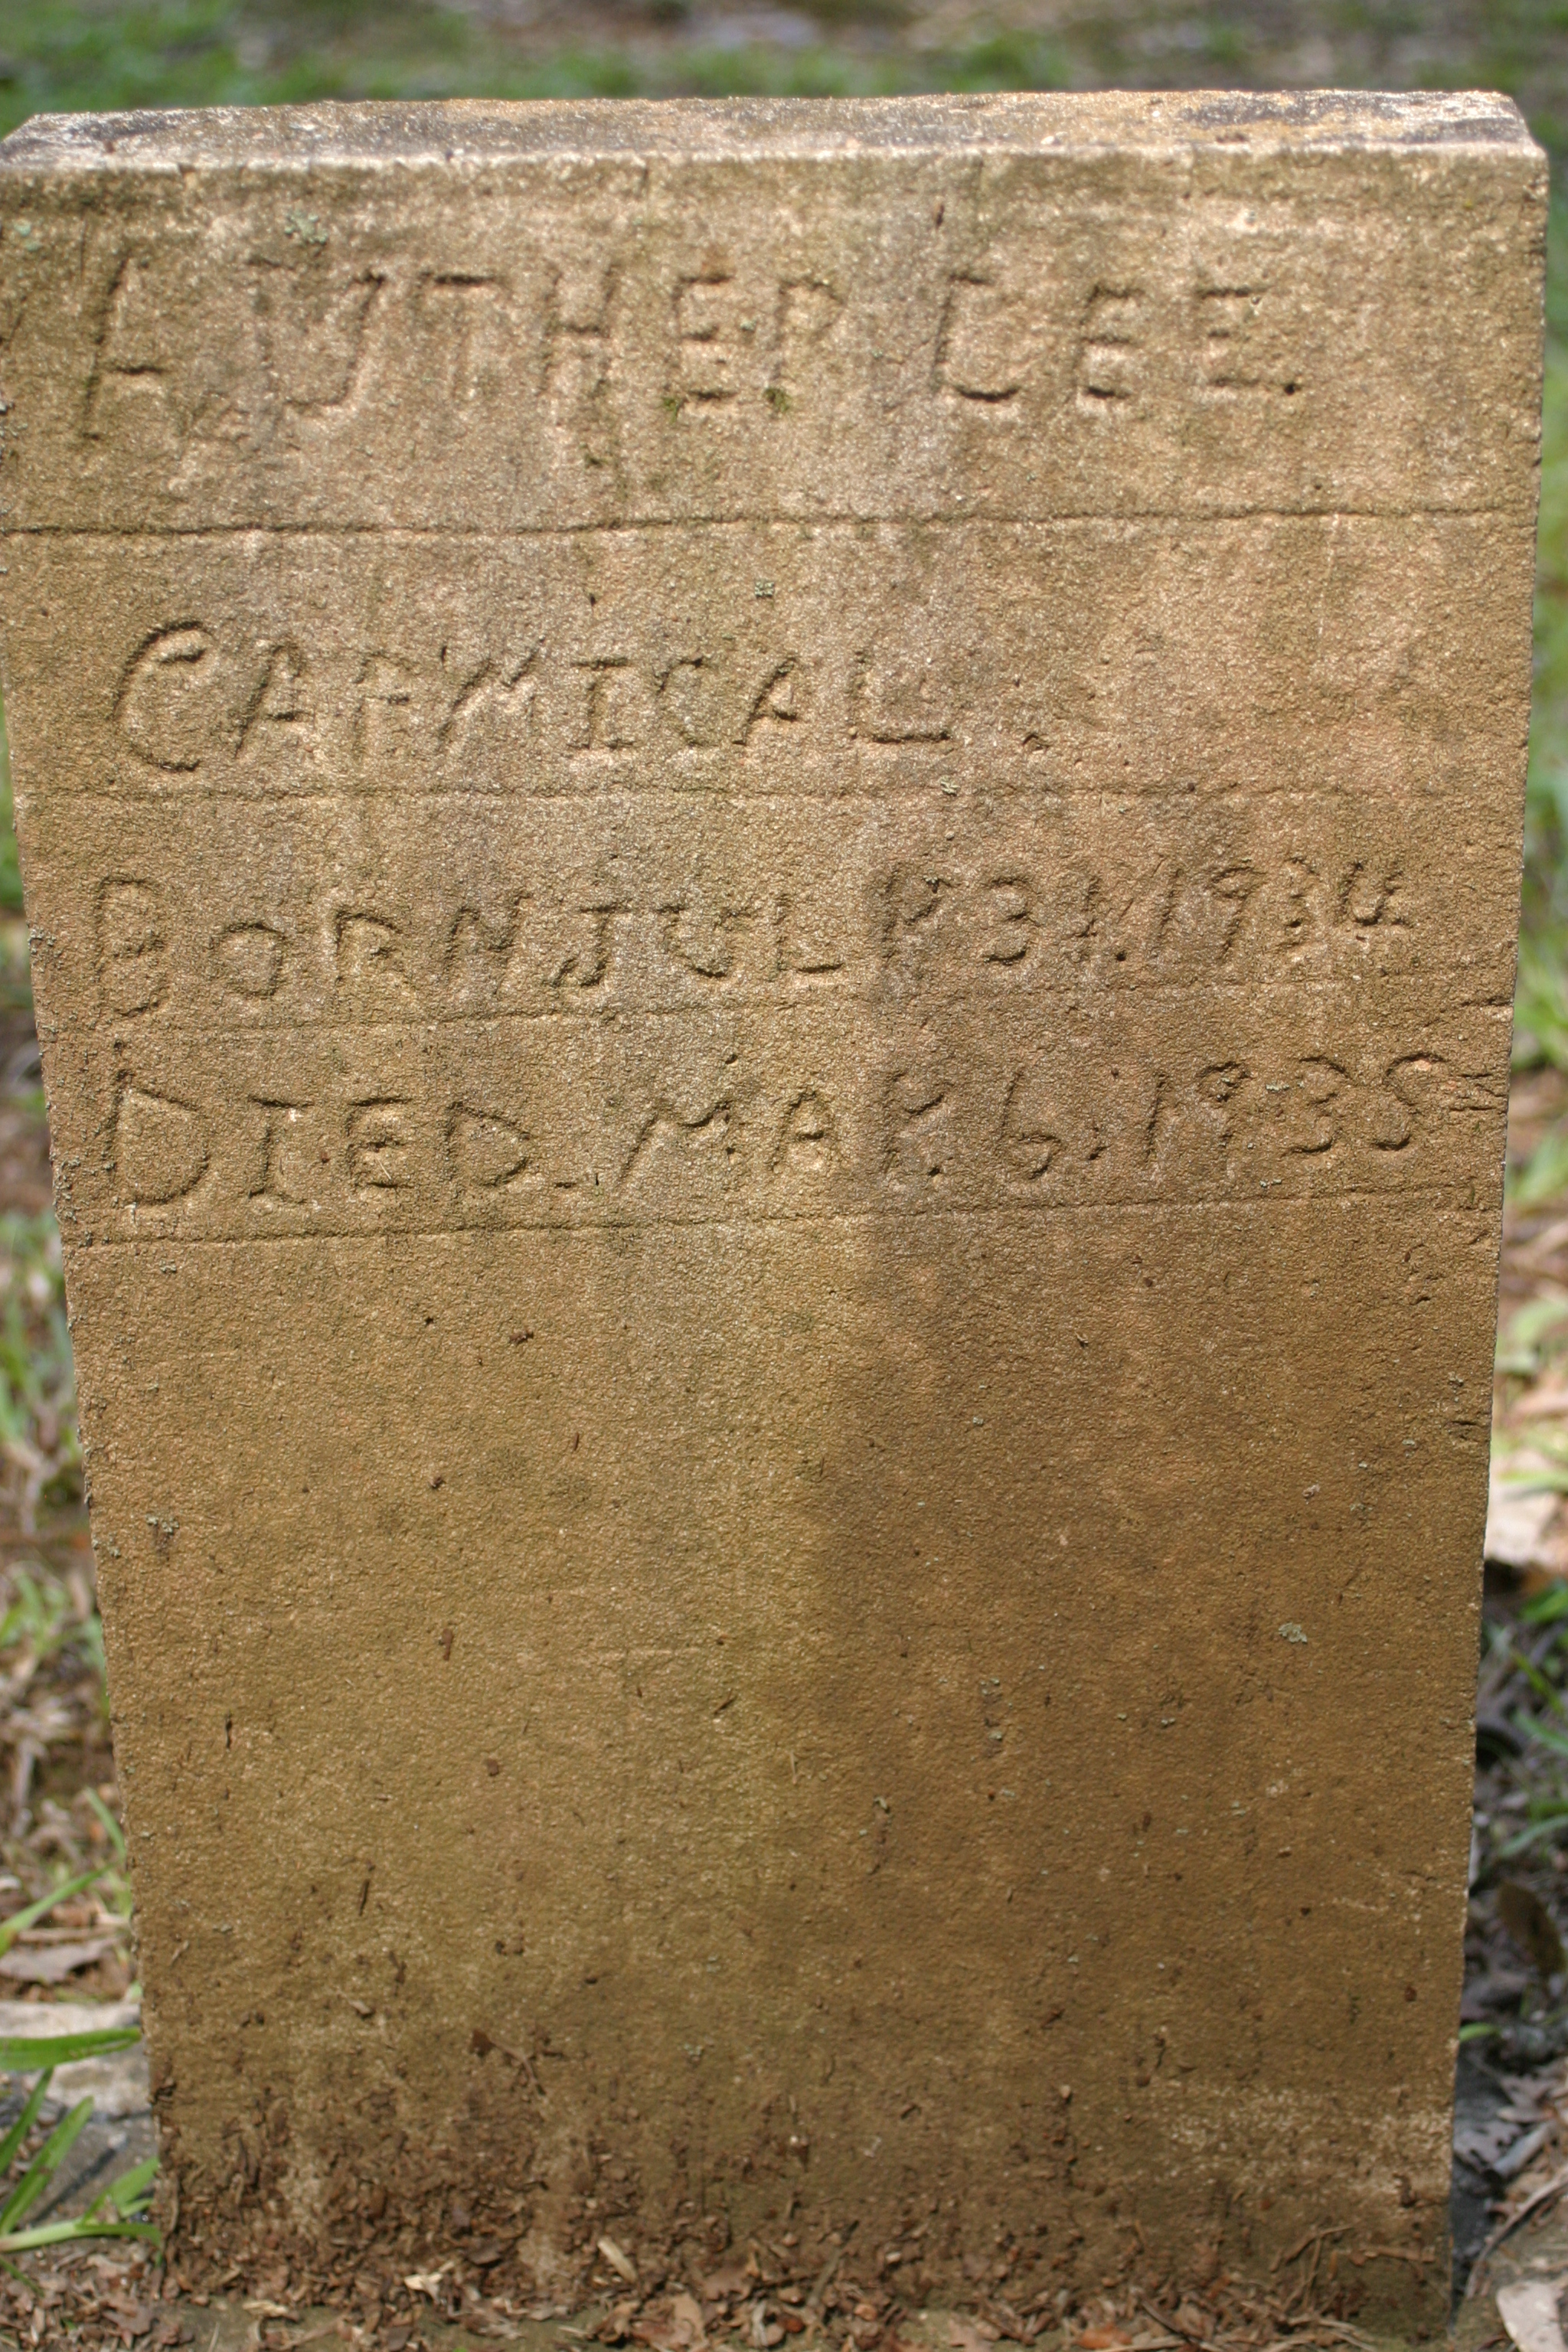 LUTHER LEE.
CARMICAL.
BORN JULY 31.1934
DIED. MAR.6.1935